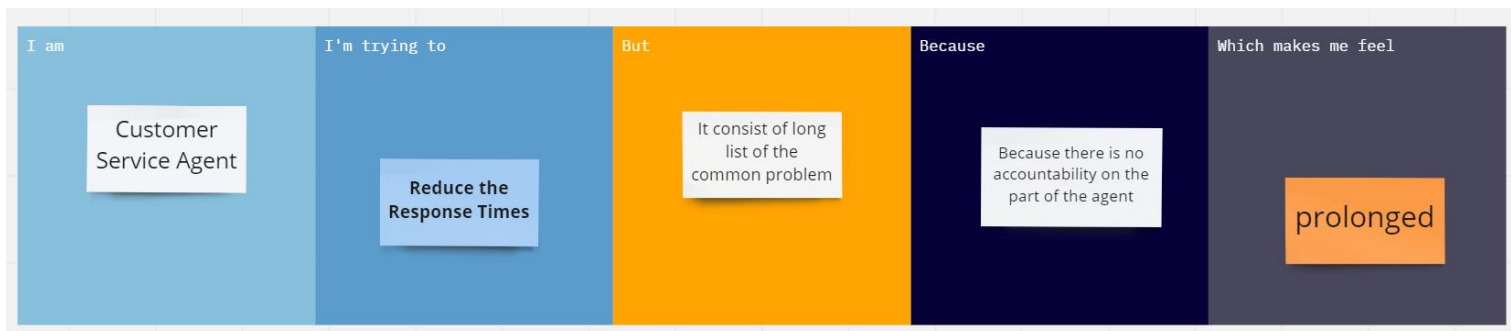 I am
Customer
Service Agent
I'm trying to
Reduce the
Response Times
But
It consist of long
list of the
common problem
Because
Because there is no
accountability on the
part of the agent
Which makes me feel
prolonged